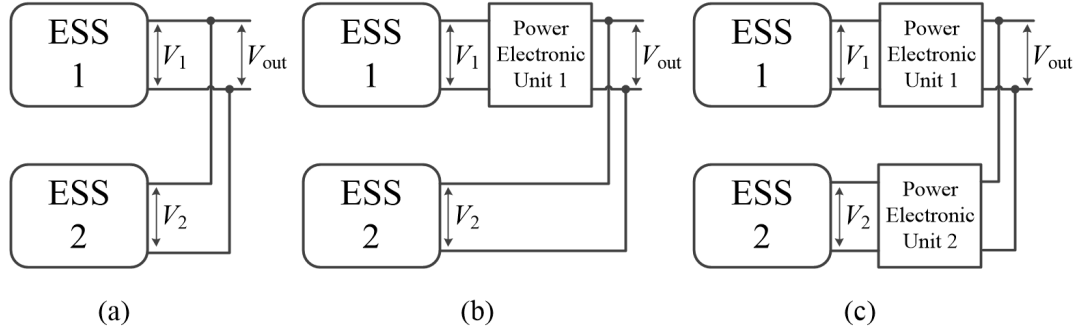 ESS
1
V1
Vout
ESS
2
V2
(a)
ESS
1
V1
Power
Electronic
Unit 1
Vout
ESS
2
V2
(b)
ESS
1
V1
Power
Electronic
Unit 1
Vout
ESS
2
V2
Power
Electronic
Unit 2
(c)